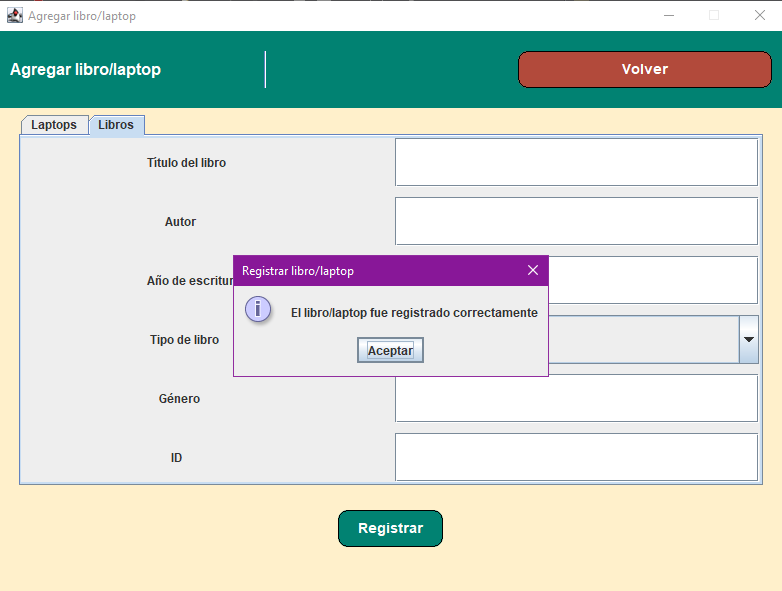 Agregar libro/laptop
Agregar libro/laptop
Volver
Laptops
Libros
Título del libro
Autor
Año de escritur
Registrar libro/laptop
El libro/laptop fue registrado correctamente
Aceptar
Tipo de libro
Género
ID
Registrar